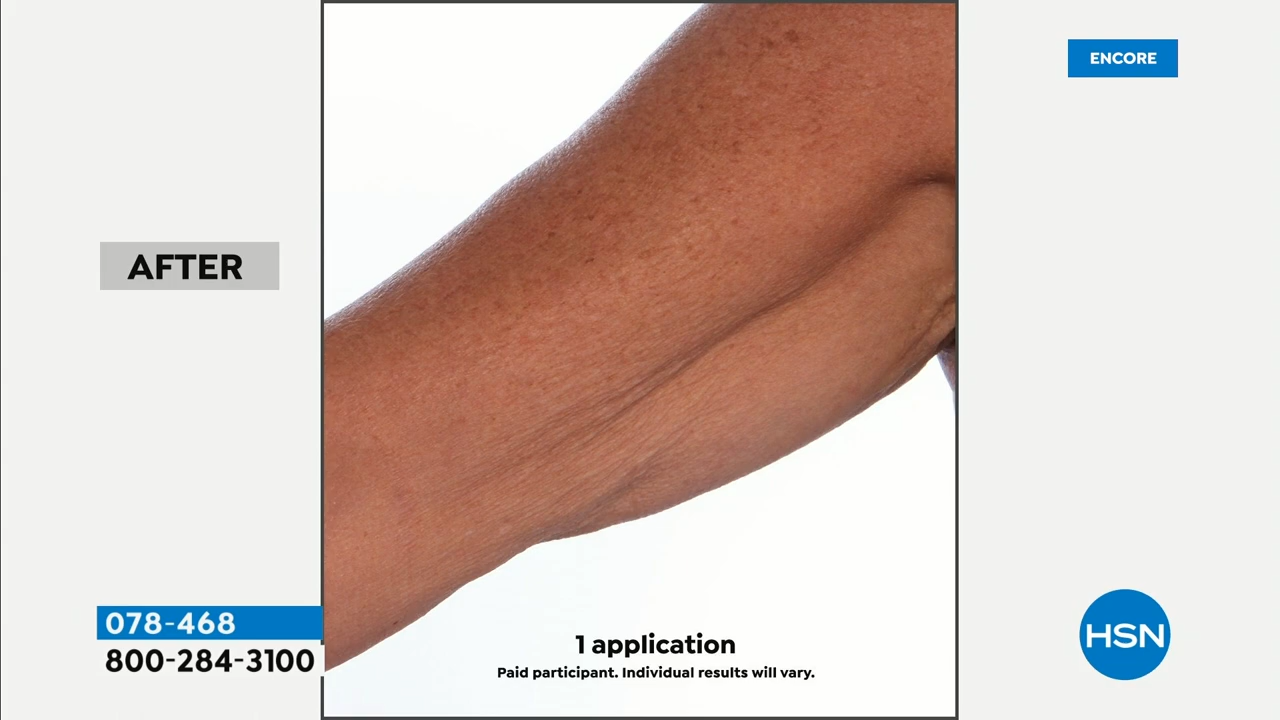 ENCORE
AFTER
078-468
800-284-3100
1 application
Paid participant. Individual results will vary.
HSN